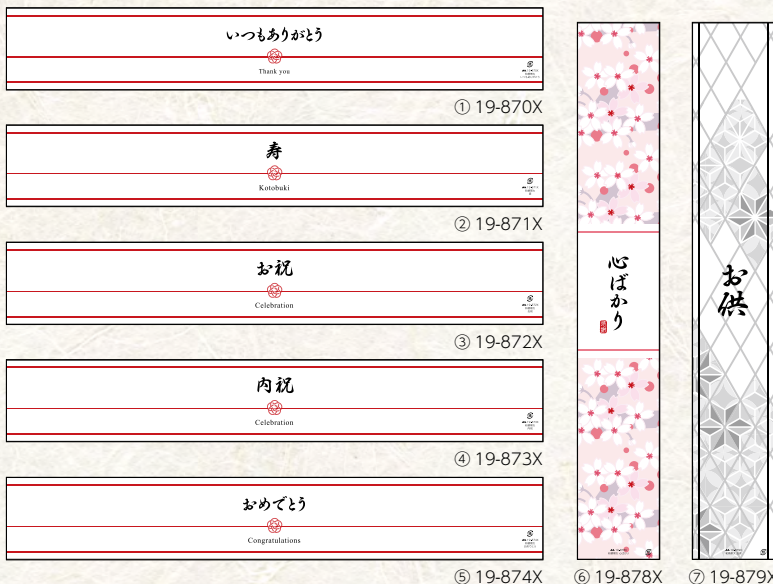 いつもありがとう
Thank you
① 19-870X
寿
Kotobuki
② 19-871X
お祝
Celebration
③ 19-872X
内祝
Celebration
④ 19-873X
おめでとう
Congratulations
⑤ 19-874X
心ばかり
⑥ 19-878X
お供
⑦ 19-879X